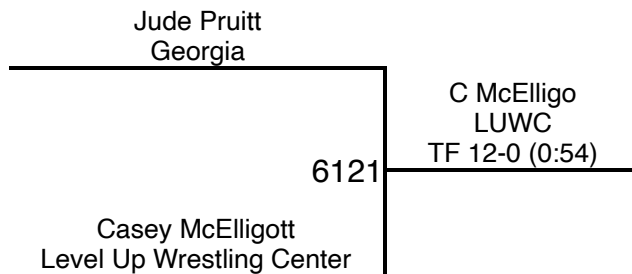 Jude Pruitt
Georgia
C McElligo
LUWC
TF 12-0 (0:54)
6121
Casey McElligott
Level Up Wrestling Center